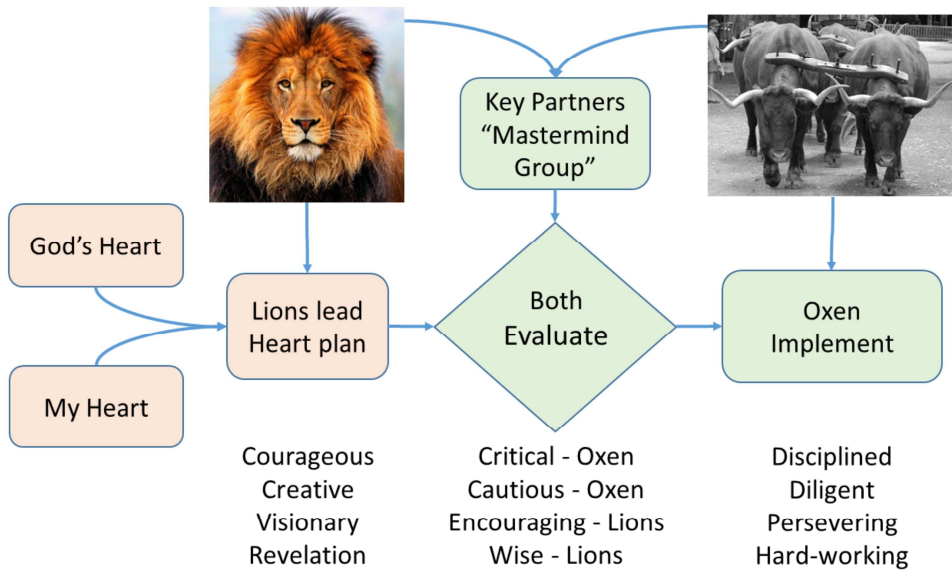 Key Partners
“Mastermind
Group”
God’s Heart
My Heart
Lions lead
Heart plan
Both
Evaluate
Oxen
Implement
Courageous
Creative
Visionary
Revelation
Critical - Oxen
Cautious - Oxen
Encouraging - Lions
Wise - Lions
Disciplined
Diligent
Persevering
Hard-working